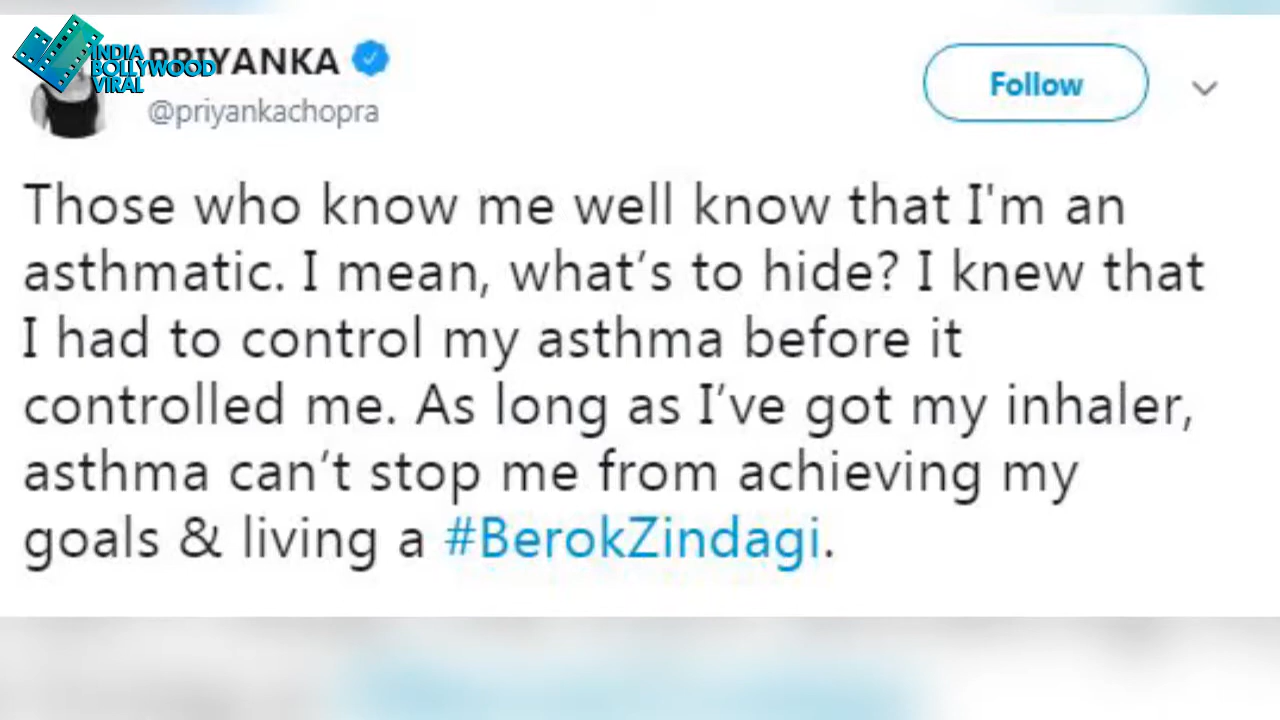 INDIA
BOLLYWOOD
VIRAL
PRIYANKA
@priyankachopra
Follow
Those who know me well know that I'm an
asthmatic. I mean, what’s to hide? I knew that
I had to control my asthma before it
controlled me. As long as I’ve got my inhaler,
asthma can’t stop me from achieving my
goals & living a #BerokZindagi.